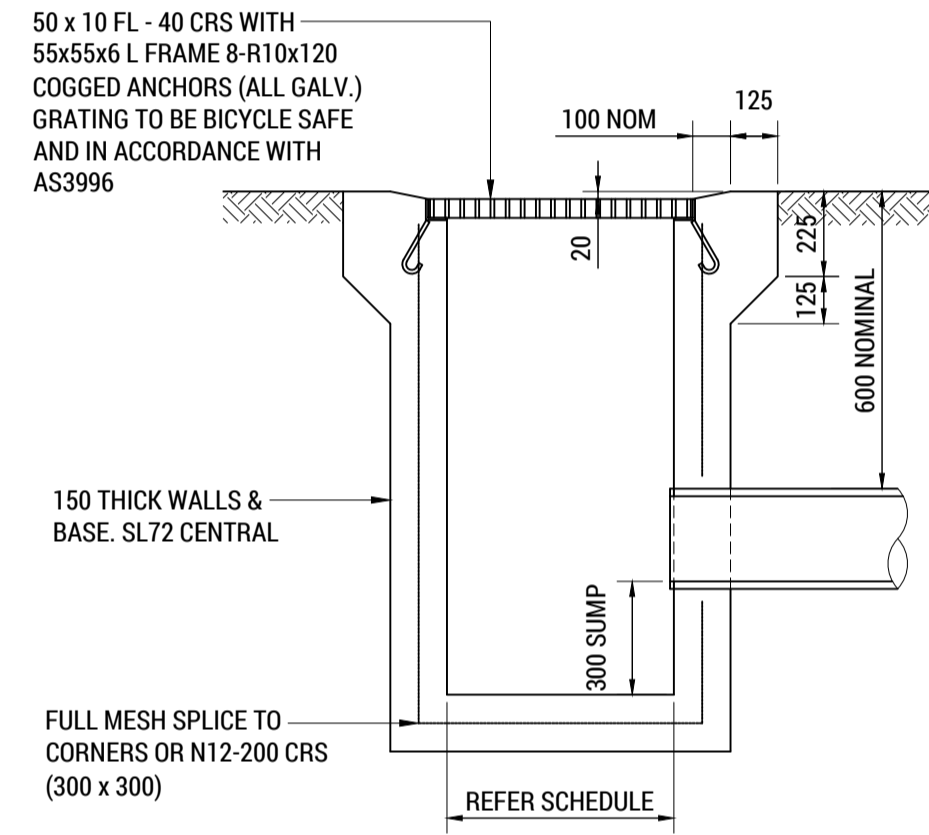 50 x 10 FL - 40 CRS WITH
55x55x6 L FRAME 8-R10x120
COGGED ANCHORS (ALL GALV.)
GRATING TO BE BICYCLE SAFE
AND IN ACCORDANCE WITH
AS3996
100 NOM
125
20
225
125
600 NOMINAL
150 THICK WALLS &
BASE. SL72 CENTRAL
300 SUMP
FULL MESH SPLICE TO
CORNERS OR N12-200 CRS
(300 x 300)
REFER SCHEDULE